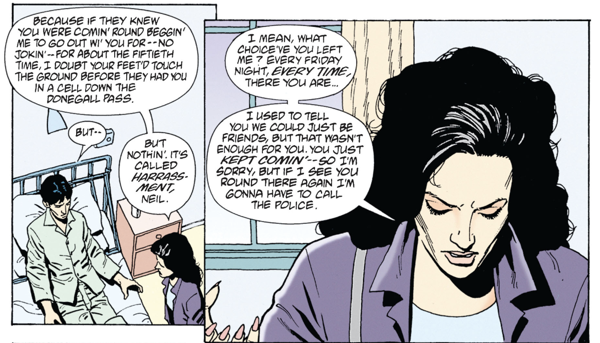 BECAUSE IF THEY KNEW
YOU WERE COMIN' ROUND BEGGIN'
ME TO GO OUT WI' YOU FOR--NO
JOKIN'--FOR ABOUT THE FIFTIETH
TIME, I DOUBT YOUR FEET'D TOUCH
THE GROUND BEFORE THEY HAD YOU
IN A CELL DOWN THE
DONEGALL PASS.
BUT--
BUT
NOTHIN'. IT'S
CALLED
HARRASS-
MENT,
NEIL.
I MEAN, WHAT
CHOICE'VE YOU LEFT
ME? EVERY FRIDAY
NIGHT, EVERY TIME,
THERE YOU ARE...
I USED TO TELL
YOU WE COULD JUST BE
FRIENDS, BUT THAT WASN'T
ENOUGH FOR YOU. YOU JUST
KEPT COMIN'--SO I'M
SORRY, BUT IF I SEE YOU
ROUND THERE AGAIN I'M
GONNA HAVE TO CALL
THE POLICE.